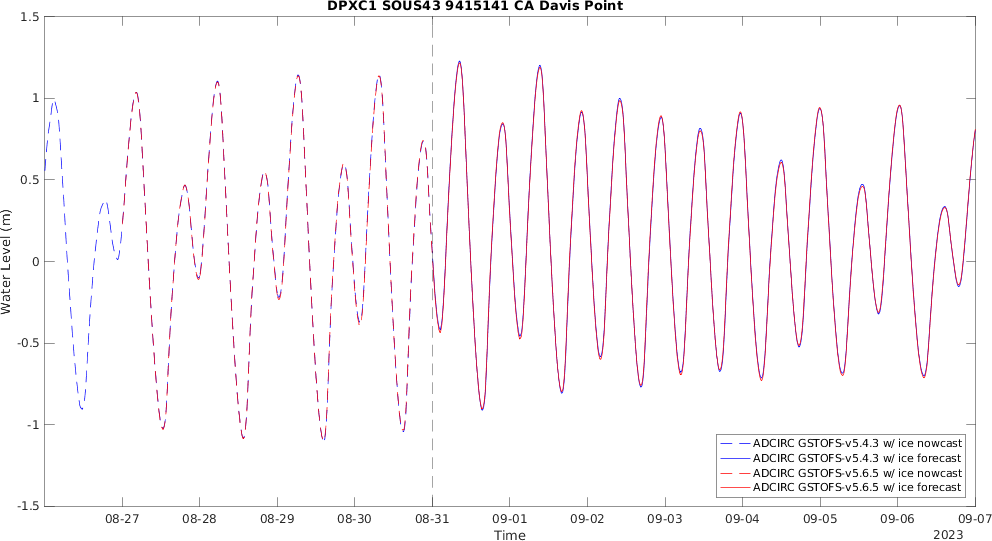 DPXC1 SOUS43 9415141 CA Davis Point
1.5
1
0.5
0
-0.5
-1
-1.5
Water Level (m)
08-27 08-28 08-29 08-30 08-31 09-01 09-02 09-03 09-04 09-05 09-06 09-07
Time
2023
ADCIRC GSTOFS-v5.4.3 w/ ice nowcast
ADCIRC GSTOFS-v5.4.3 w/ ice forecast
ADCIRC GSTOFS-v5.6.5 w/ ice nowcast
ADCIRC GSTOFS-v5.6.5 w/ ice forecast